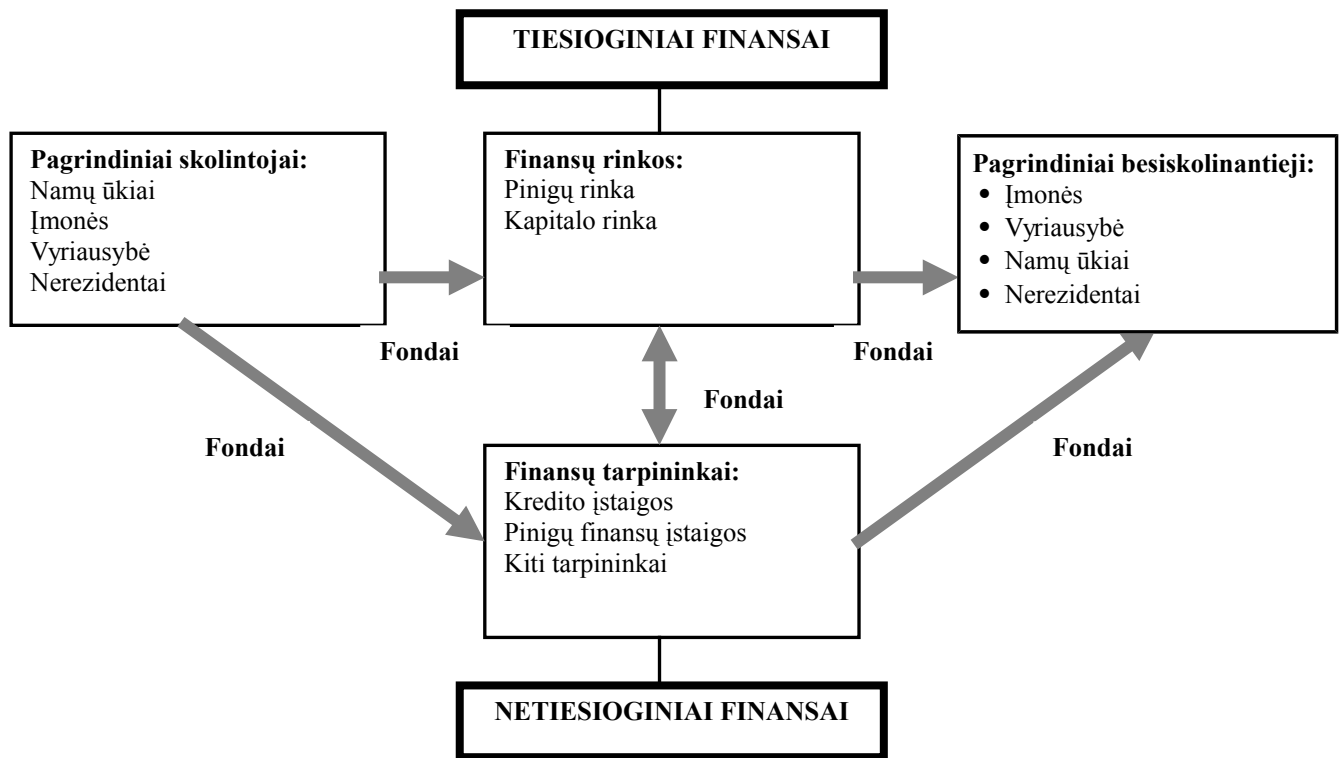 TIESIOGINIAI FINANSAI
Pagrindiniai skolintojai:
Namų ūkiai
Įmonės
Vyriausybė
Nerezidentai
Finansų rinkos:
Pinigų rinka
Kapitalo rinka
Pagrindiniai besiskolinantieji:
• Įmonės
• Vyriausybė
• Namų ūkiai
• Nerezidentai
Fondai
Fondai
Fondai
Fondai
Fondai
Finansų tarpininkai:
Kredito įstaigos
Pinigų finansų įstaigos
Kiti tarpininkai
NETIESIOGINIAI FINANSAI